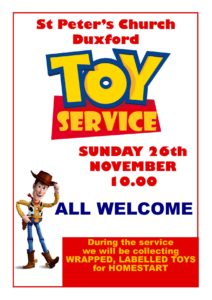 St Peter's Church
Duxford
TOY
SERVICE
SUNDAY 26th
NOVEMBER
10.00
ALL WELCOME
During the service
we will be collecting
WRAPPED, LABELLED TOYS
for HOMESTART